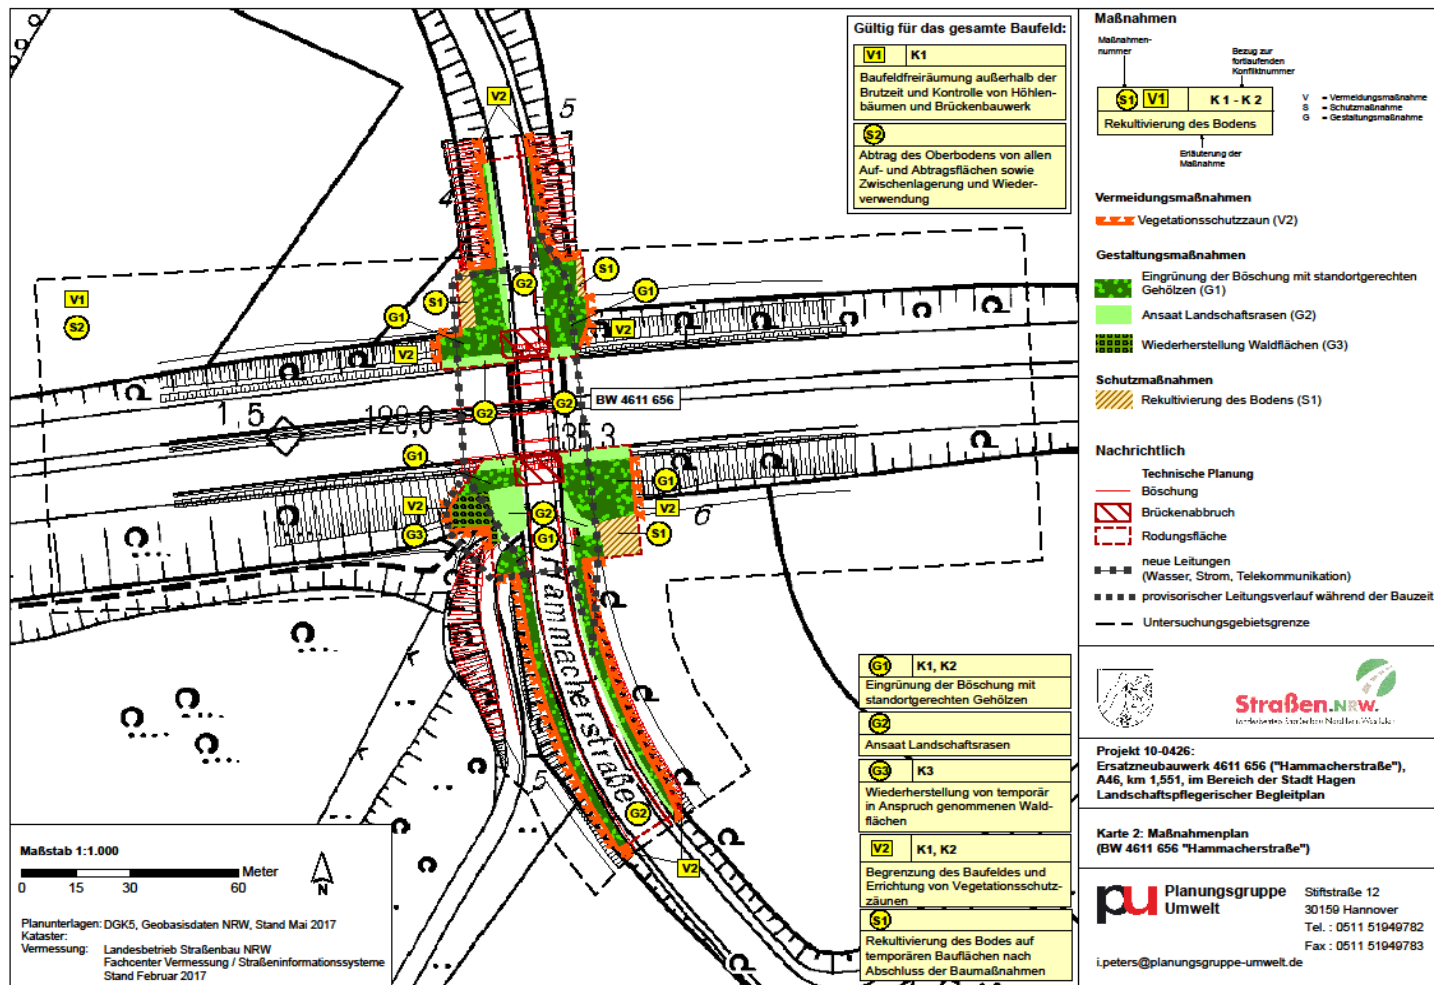 Gültig für das gesamte Baufeld:
V1 K1
Baufeldfreiräumung außerhalb der
Brutzeit und Kontrolle von Höhlen-
bäumen und Brückenbauwerk
S2
Abtrag des Oberbodens von allen
Auf- und Abtragsflächen sowie
Zwischenlagerung und Wieder-
verwendung
V2
5
4
S1
G2
S1
G1
V1
S2
G1
V2
V2
G2
G2
BW 4611 656
1,5
129,0
135,3
G1
G1
V2
G2
V2
6
G3
G1
S1
Hammacherstraße
5
G2
V2
G1 K1, K2
Eingrünung der Böschung mit
standortgerechten Gehölzen
G2
Ansaat Landschaftsrasen
G3 K3
Wiederherstellung von temporär
in Anspruch genommenen Wald-
flächen
V2 K1, K2
Begrenzung des Baufeldes und
Errichtung von Vegetationsschutz-
zäunen
S1
Rekultivierung des Bodes auf
temporären Bauflächen nach
Abschluss der Baumaßnahmen
Maßstab 1:1.000
Meter
0 15 30 60
N
Planunterlagen: DGK5, Geobasisdaten NRW, Stand Mai 2017
Kataster:
Vermessung: Landesbetrieb Straßenbau NRW
Fachcenter Vermessung / Straßeninformationssysteme
Stand Februar 2017
Maßnahmen
Maßnahmen-
nummer
Bezug zur
fortlaufenden
Konfliktnummer
S1 V1 K 1 - K 2
Rekultivierung des Bodens
Erläuterung der
Maßnahme
V = Vermeidungsmaßnahme
S = Schutzmaßnahme
G = Gestaltungsmaßnahme
Vermeidungsmaßnahmen
Vegetationsschutzzaun (V2)
Gestaltungsmaßnahmen
Eingrünung der Böschung mit standortgerechten
Gehölzen (G1)
Ansaat Landschaftsrasen (G2)
Wiederherstellung Waldflächen (G3)
Schutzmaßnahmen
Rekultivierung des Bodens (S1)
Nachrichtlich
Technische Planung
Böschung
Brückenabbruch
Rodungsfläche
neue Leitungen
(Wasser, Strom, Telekommunikation)
provisorischer Leitungsverlauf während der Bauzeit
Untersuchungsgebietsgrenze
Straßen.NRW.
Projekt 10-0426:
Ersatzneubauwerk 4611 656 ("Hammacherstraße"),
A46, km 1,551, im Bereich der Stadt Hagen
Landschaftspflegerischer Begleitplan
Karte 2: Maßnahmenplan
(BW 4611 656 "Hammacherstraße")
pu Planungsgruppe
Umwelt
Stiftstraße 12
30159 Hannover
Tel. : 0511 51949782
Fax : 0511 51949783
i.peters@planungsgruppe-umwelt.de